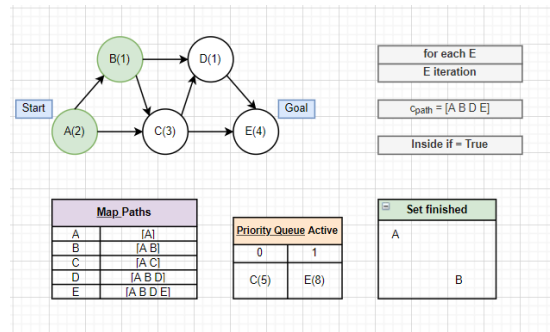 B(1)
D(1)
Start
Goal
A(2)
C(3)
E(4)
for each E
E iteration
cpath = [A B D E]
Inside if = True
Map Paths
A [A]
B [A B]
C [A C]
D [A B D]
E [A B D E]
Priority Queue Active
0 1
C(5) E(8)
Set finished
A
B